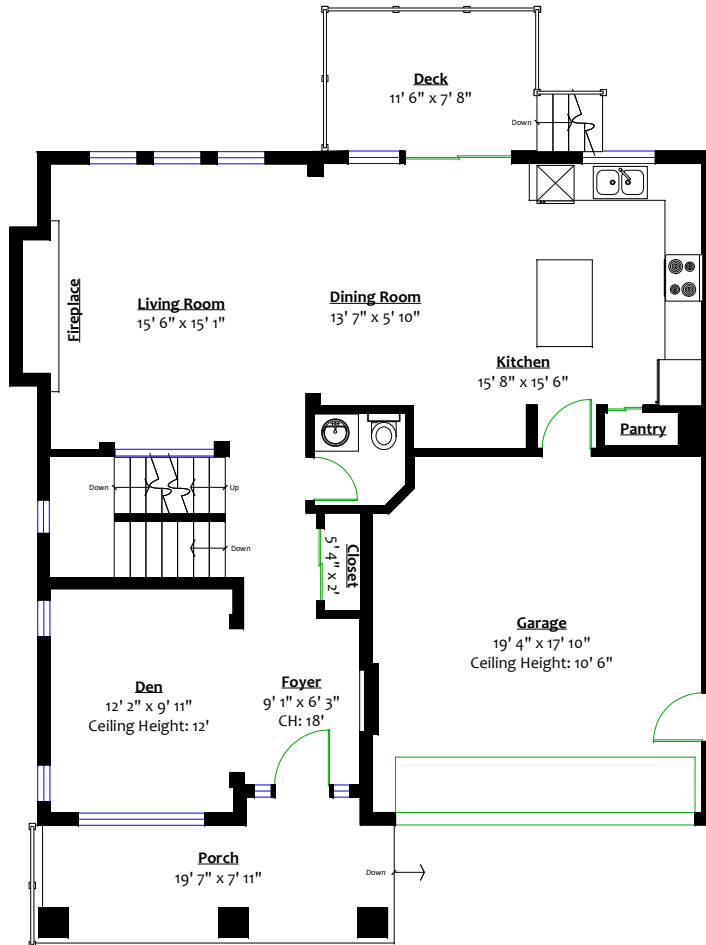 Deck
11' 6" x 7' 8"
Down
Fireplace
Living Room
15' 6" x 15' 1"
Dining Room
13' 7" x 5' 10"
Kitchen
15' 8" x 15' 6"
Pantry
Down
Up
Down
Closet
5' 4" x 2'
Garage
19' 4" x 17' 10"
Ceiling Height: 10' 6"
Den
12' 2" x 9' 11"
Ceiling Height: 12'
Foyer
9' 1" x 6' 3"
CH: 18'
Porch
19' 7" x 7' 11"
Down